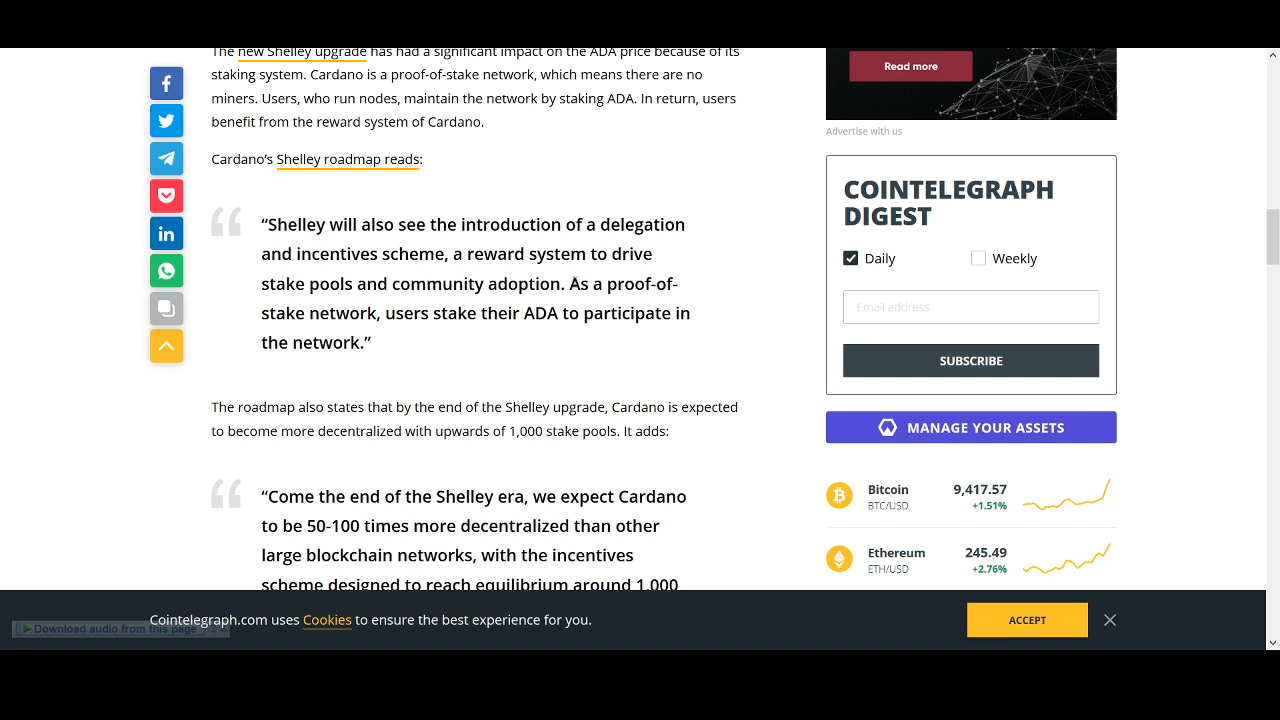 The new Shelley upgrade has had a significant impact on the ADA price because of its
staking system. Cardano is a proof-of-stake network, which means there are no
miners. Users, who run nodes, maintain the network by staking ADA. In return, users
benefit from the reward system of Cardano.
Cardano's Shelley roadmap reads:
“Shelley will also see the introduction of a delegation
and incentives scheme, a reward system to drive
stake pools and community adoption. As a proof-of-
stake network, users stake their ADA to participate in
the network.”
The roadmap also states that by the end of the Shelley upgrade, Cardano is expected
to become more decentralized with upwards of 1,000 stake pools. It adds:
“Come the end of the Shelley era, we expect Cardano
to be 50-100 times more decentralized than other
large blockchain networks, with the incentives
scheme designed to reach equilibrium around 1,000
Read more
Advertise with us
COINTELEGRAPH
DIGEST
Daily
Weekly
Email address
SUBSCRIBE
MANAGE YOUR ASSETS
Bitcoin 9,417.57
BTC/USD +1.51%
Ethereum 245.49
ETH/USD +2.76%
Cointelegraph.com uses Cookies to ensure the best experience for you.
ACCEPT
Download audio from this page